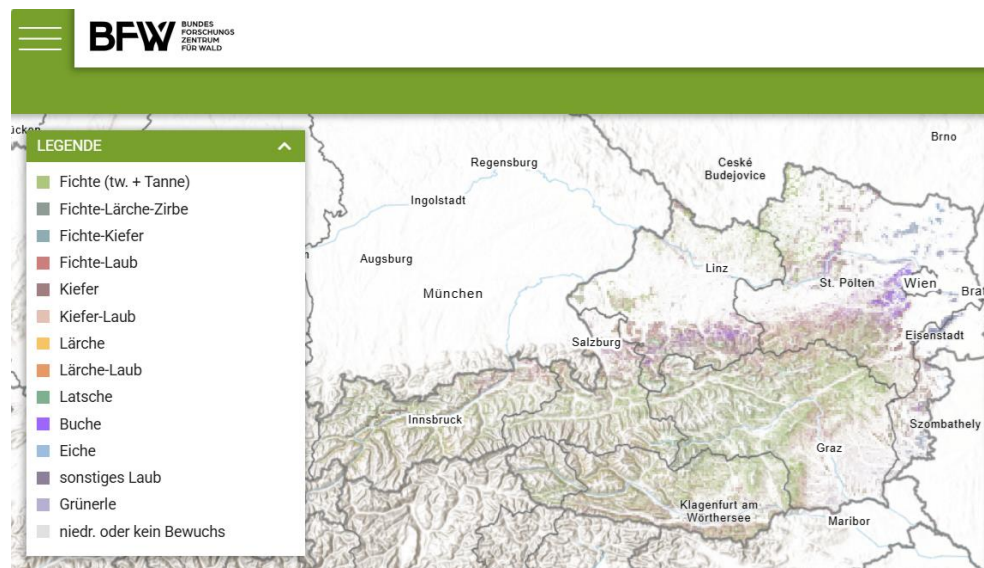 BFW
BUNDES
FORSCHUNGS
ZENTRUM
FÜR WALD
LEGENDE
Fichte (tw. + Tanne)
Fichte-Lärche-Zirbe
Fichte-Kiefer
Fichte-Laub
Kiefer
Kiefer-Laub
Lärche
Lärche-Laub
Latsche
Buche
Eiche
sonstiges Laub
Grünerle
niedr. oder kein Bewuchs
Brno
Regensburg
Ceské
Budejovice
Ingolstadt
Augsburg
Linz
München
St. Pölten
Wien
Brat
Salzburg
Eisenstadt
Innsbruck
Szombathely
Graz
Klagenfurt am
Wörthersee
Maribor